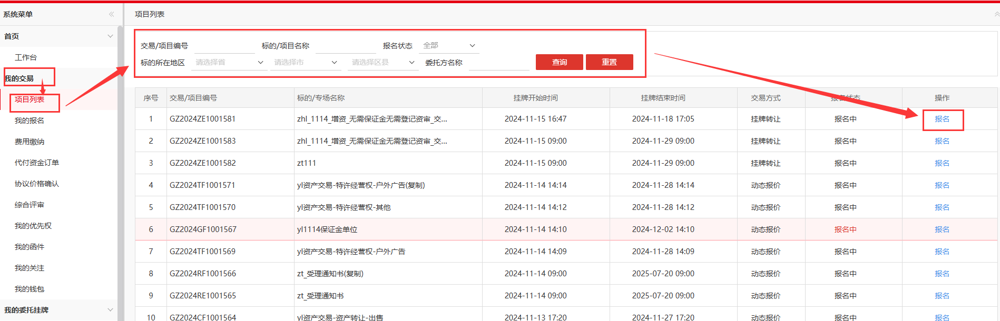 系统菜单
项目列表
首页
工作台
我的交易
项目列表
我的报名
费用缴纳
代付资金订单
协议价格确认
综合评审
我的优先权
我的函件
我的关注
我的钱包
我的委托挂牌
交易/项目编号 标的/项目名称 报名状态 全部
标的所在地区 请选择省 请选择市 请选择区县 委托方名称 查询 重置
序号 交易/项目编号 标的/专场名称 挂牌开始时间 挂牌结束时间 交易方式 报名状态 操作
1 GZ2024ZE1001581 zhl_1114_增资_无需保证金无需登记资审_交... 2024-11-15 16:47 2024-11-18 17:05 挂牌转让 报名中 报名
2 GZ2024ZE1001583 zhl_1114_增资_无需保证金无需登记资审_交... 2024-11-15 09:00 2024-11-29 09:00 挂牌转让 报名中 报名
3 GZ2024ZE1001582 zt111 2024-11-15 09:00 2024-11-29 09:00 挂牌转让 报名中 报名
4 GZ2024TF1001571 yl资产交易-特许经营权-户外广告(复制) 2024-11-14 14:14 2024-11-28 14:14 动态报价 报名中 报名
5 GZ2024TF1001570 yl资产交易-特许经营权-其他 2024-11-14 14:12 2024-11-28 14:12 动态报价 报名中 报名
6 GZ2024GF1001567 yl1114保证金单位 2024-11-14 14:10 2024-12-02 14:10 动态报价 报名中 报名
7 GZ2024TF1001569 yl资产交易-特许经营权-户外广告 2024-11-14 14:09 2024-11-28 14:09 动态报价 报名中 报名
8 GZ2024RF1001566 zt_受理通知书(复制) 2024-11-14 09:00 2025-07-20 09:00 动态报价 报名中 报名
9 GZ2024RE1001565 zt_受理通知书 2024-11-14 09:00 2025-07-20 09:00 动态报价 报名中 报名
10 GZ2024CF1001564 yl资产交易-资产转让-出售 2024-11-13 17:20 2024-11-27 17:20 动态报价 报名中 报名